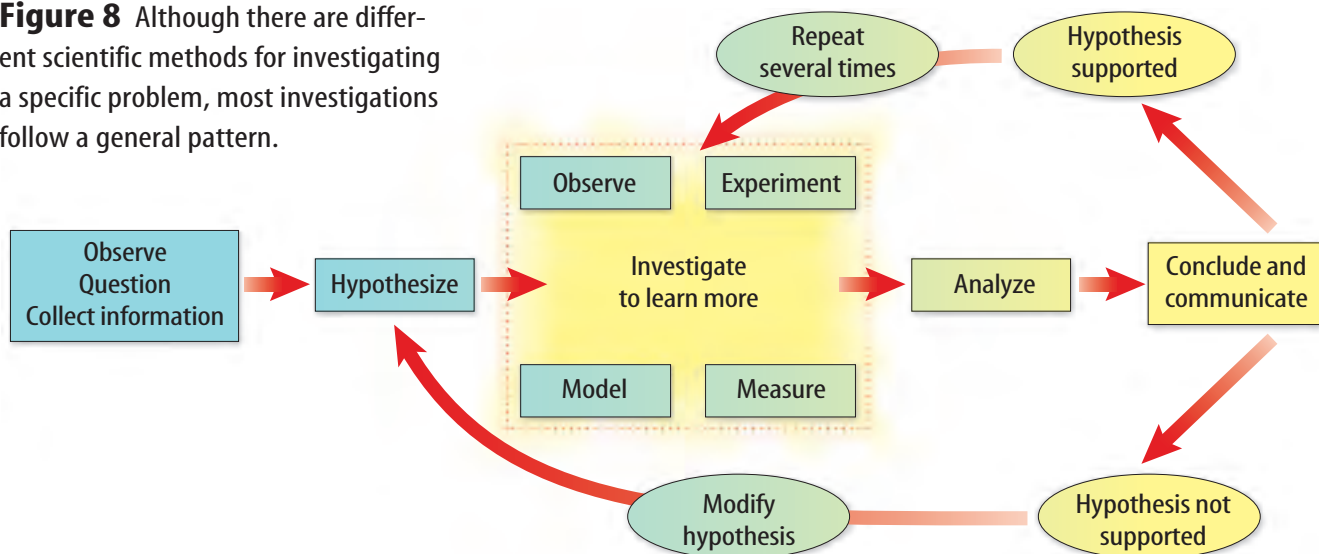 Figure 8 Although there are differ-
ent scientific methods for investigating
a specific problem, most investigations
follow a general pattern.
Repeat
several times
Hypothesis
supported
Observe
Experiment
Observe
Question
Collect information
Hypothesize
Investigate
to learn more
Analyze
Conclude and
communicate
Model
Measure
Modify
hypothesis
Hypothesis not
supported